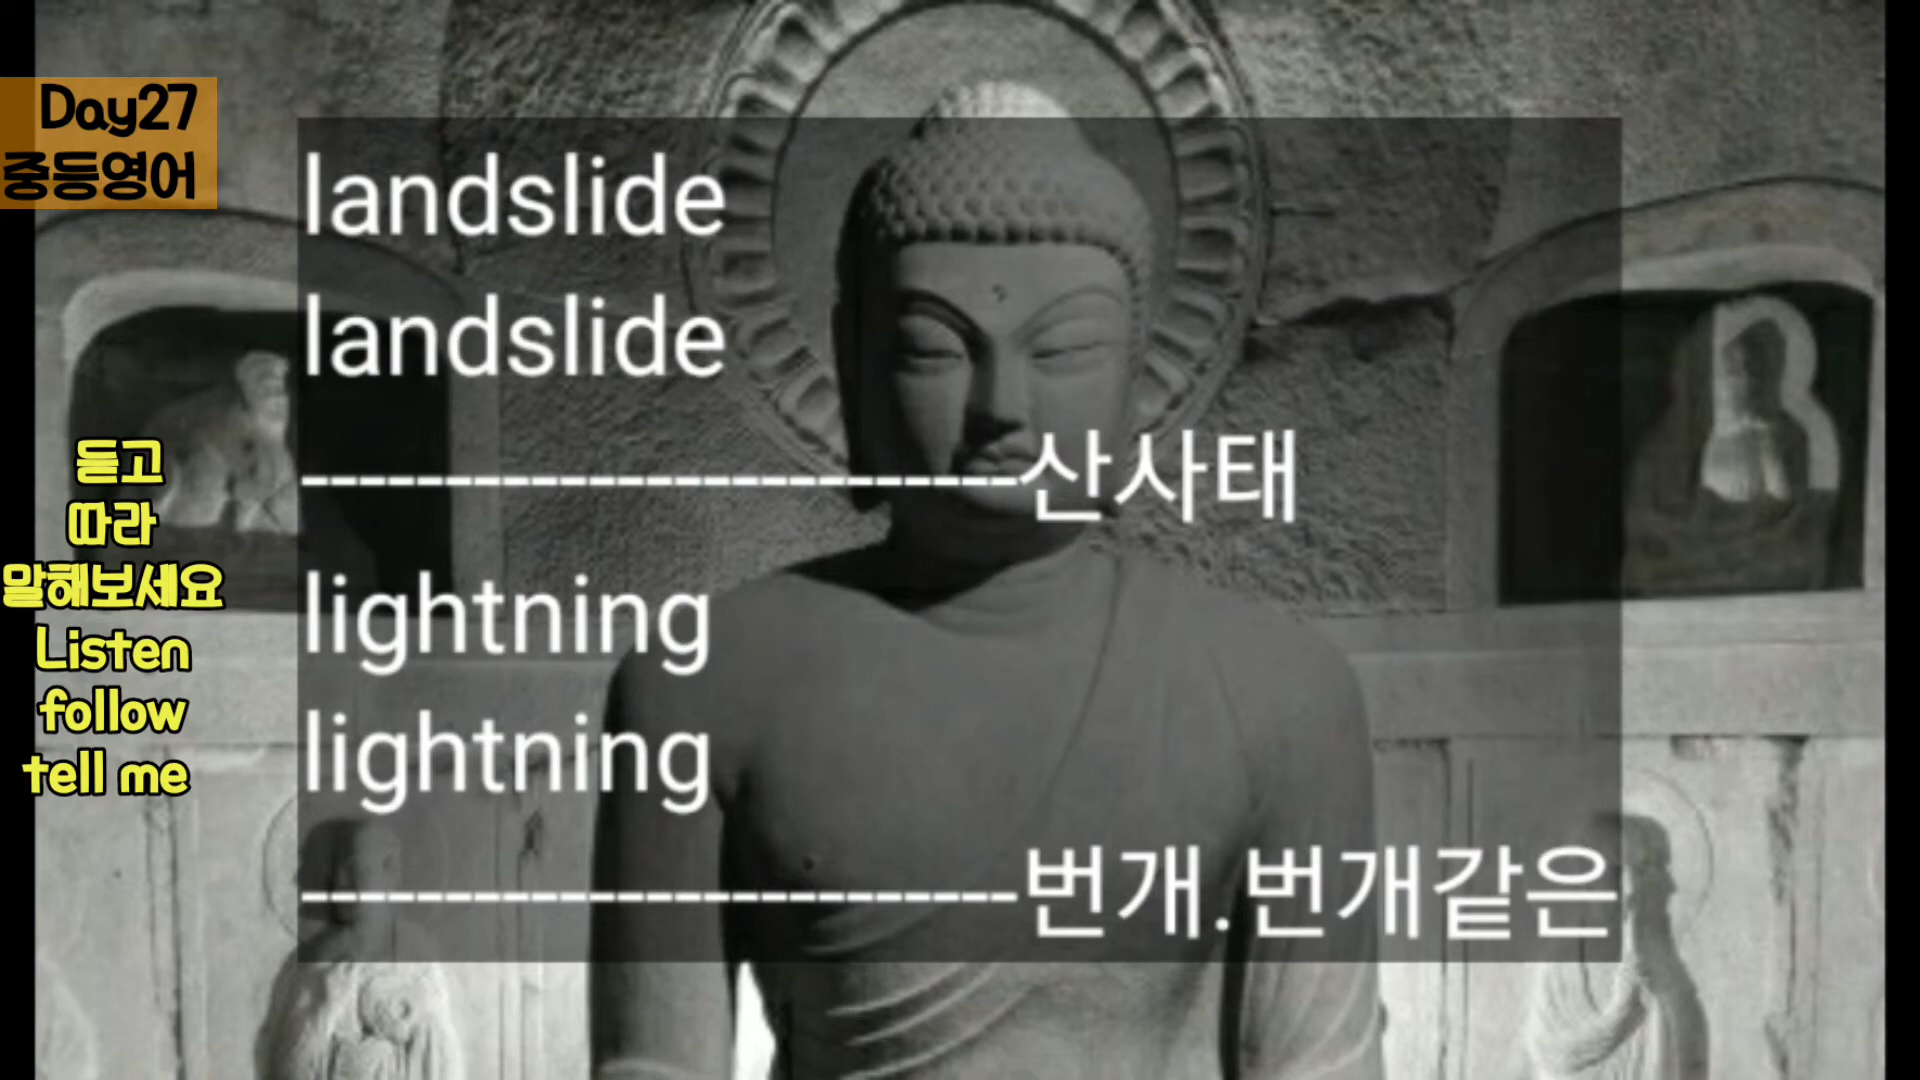 Day27
중등영어
landslide
landslide
-------------------------산사태
lightning
lightning
-------------------------번개.번개같은
듣고
따라
말해보세요
Listen
follow
tell me